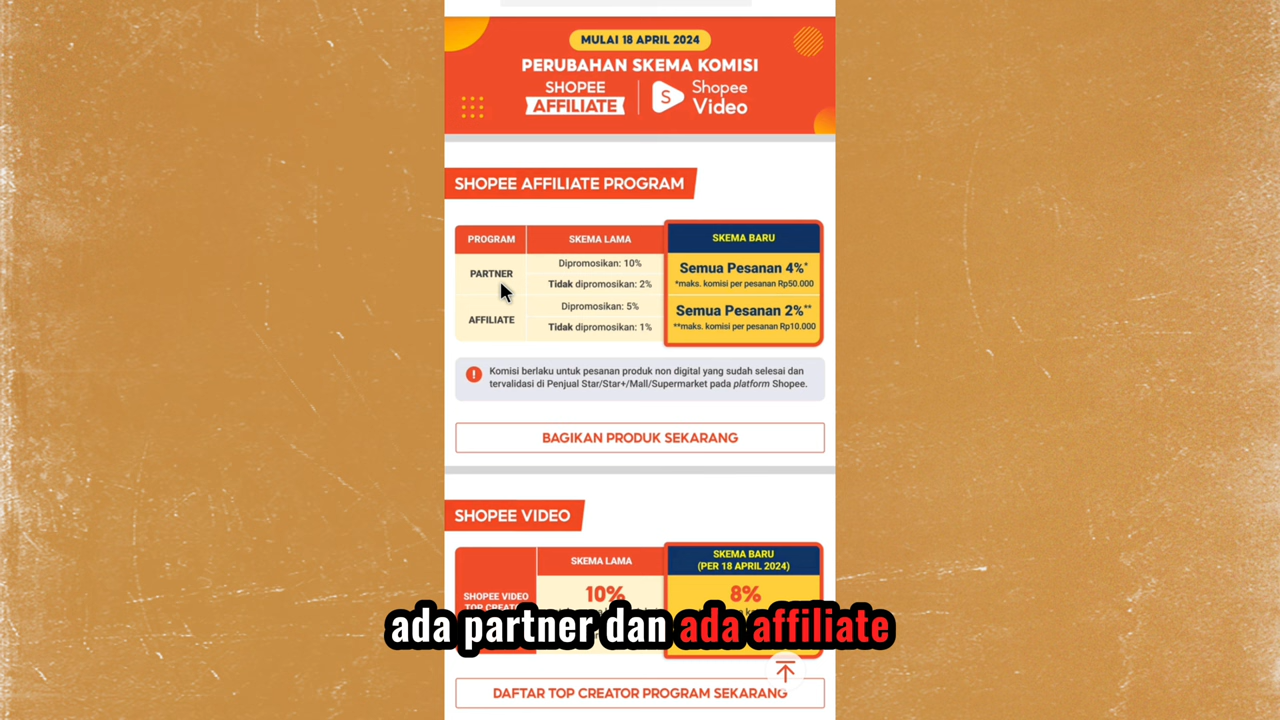 MULAI 18 APRIL 2024
PERUBAHAN SKEMA KOMISI
SHOPEE
AFFILIATE
Shopee
Video
SHOPEE AFFILIATE PROGRAM
PROGRAM
SKEMA LAMA
SKEMA BARU
PARTNER
Dipromosikan: 10%
Tidak dipromosikan: 2%
Semua Pesanan 4%*
*maks. komisi per pesanan Rp50.000
AFFILIATE
Dipromosikan: 5%
Tidak dipromosikan: 1%
Semua Pesanan 2%**
**maks. komisi per pesanan Rp10.000
Komisi berlaku untuk pesanan produk non digital yang sudah selesai dan
tervalidasi di Penjual Star/Star+/Mall/Supermarket pada platform Shopee.
BAGIKAN PRODUK SEKARANG
SHOPEE VIDEO
SKEMA LAMA
SKEMA BARU
(PER 18 APRIL 2024)
SHOPEE VIDEO
TOP CREATOR
10%
8%
ada partner dan ada affiliate
DAFTAR TOP CREATOR PROGRAM SEKARANG